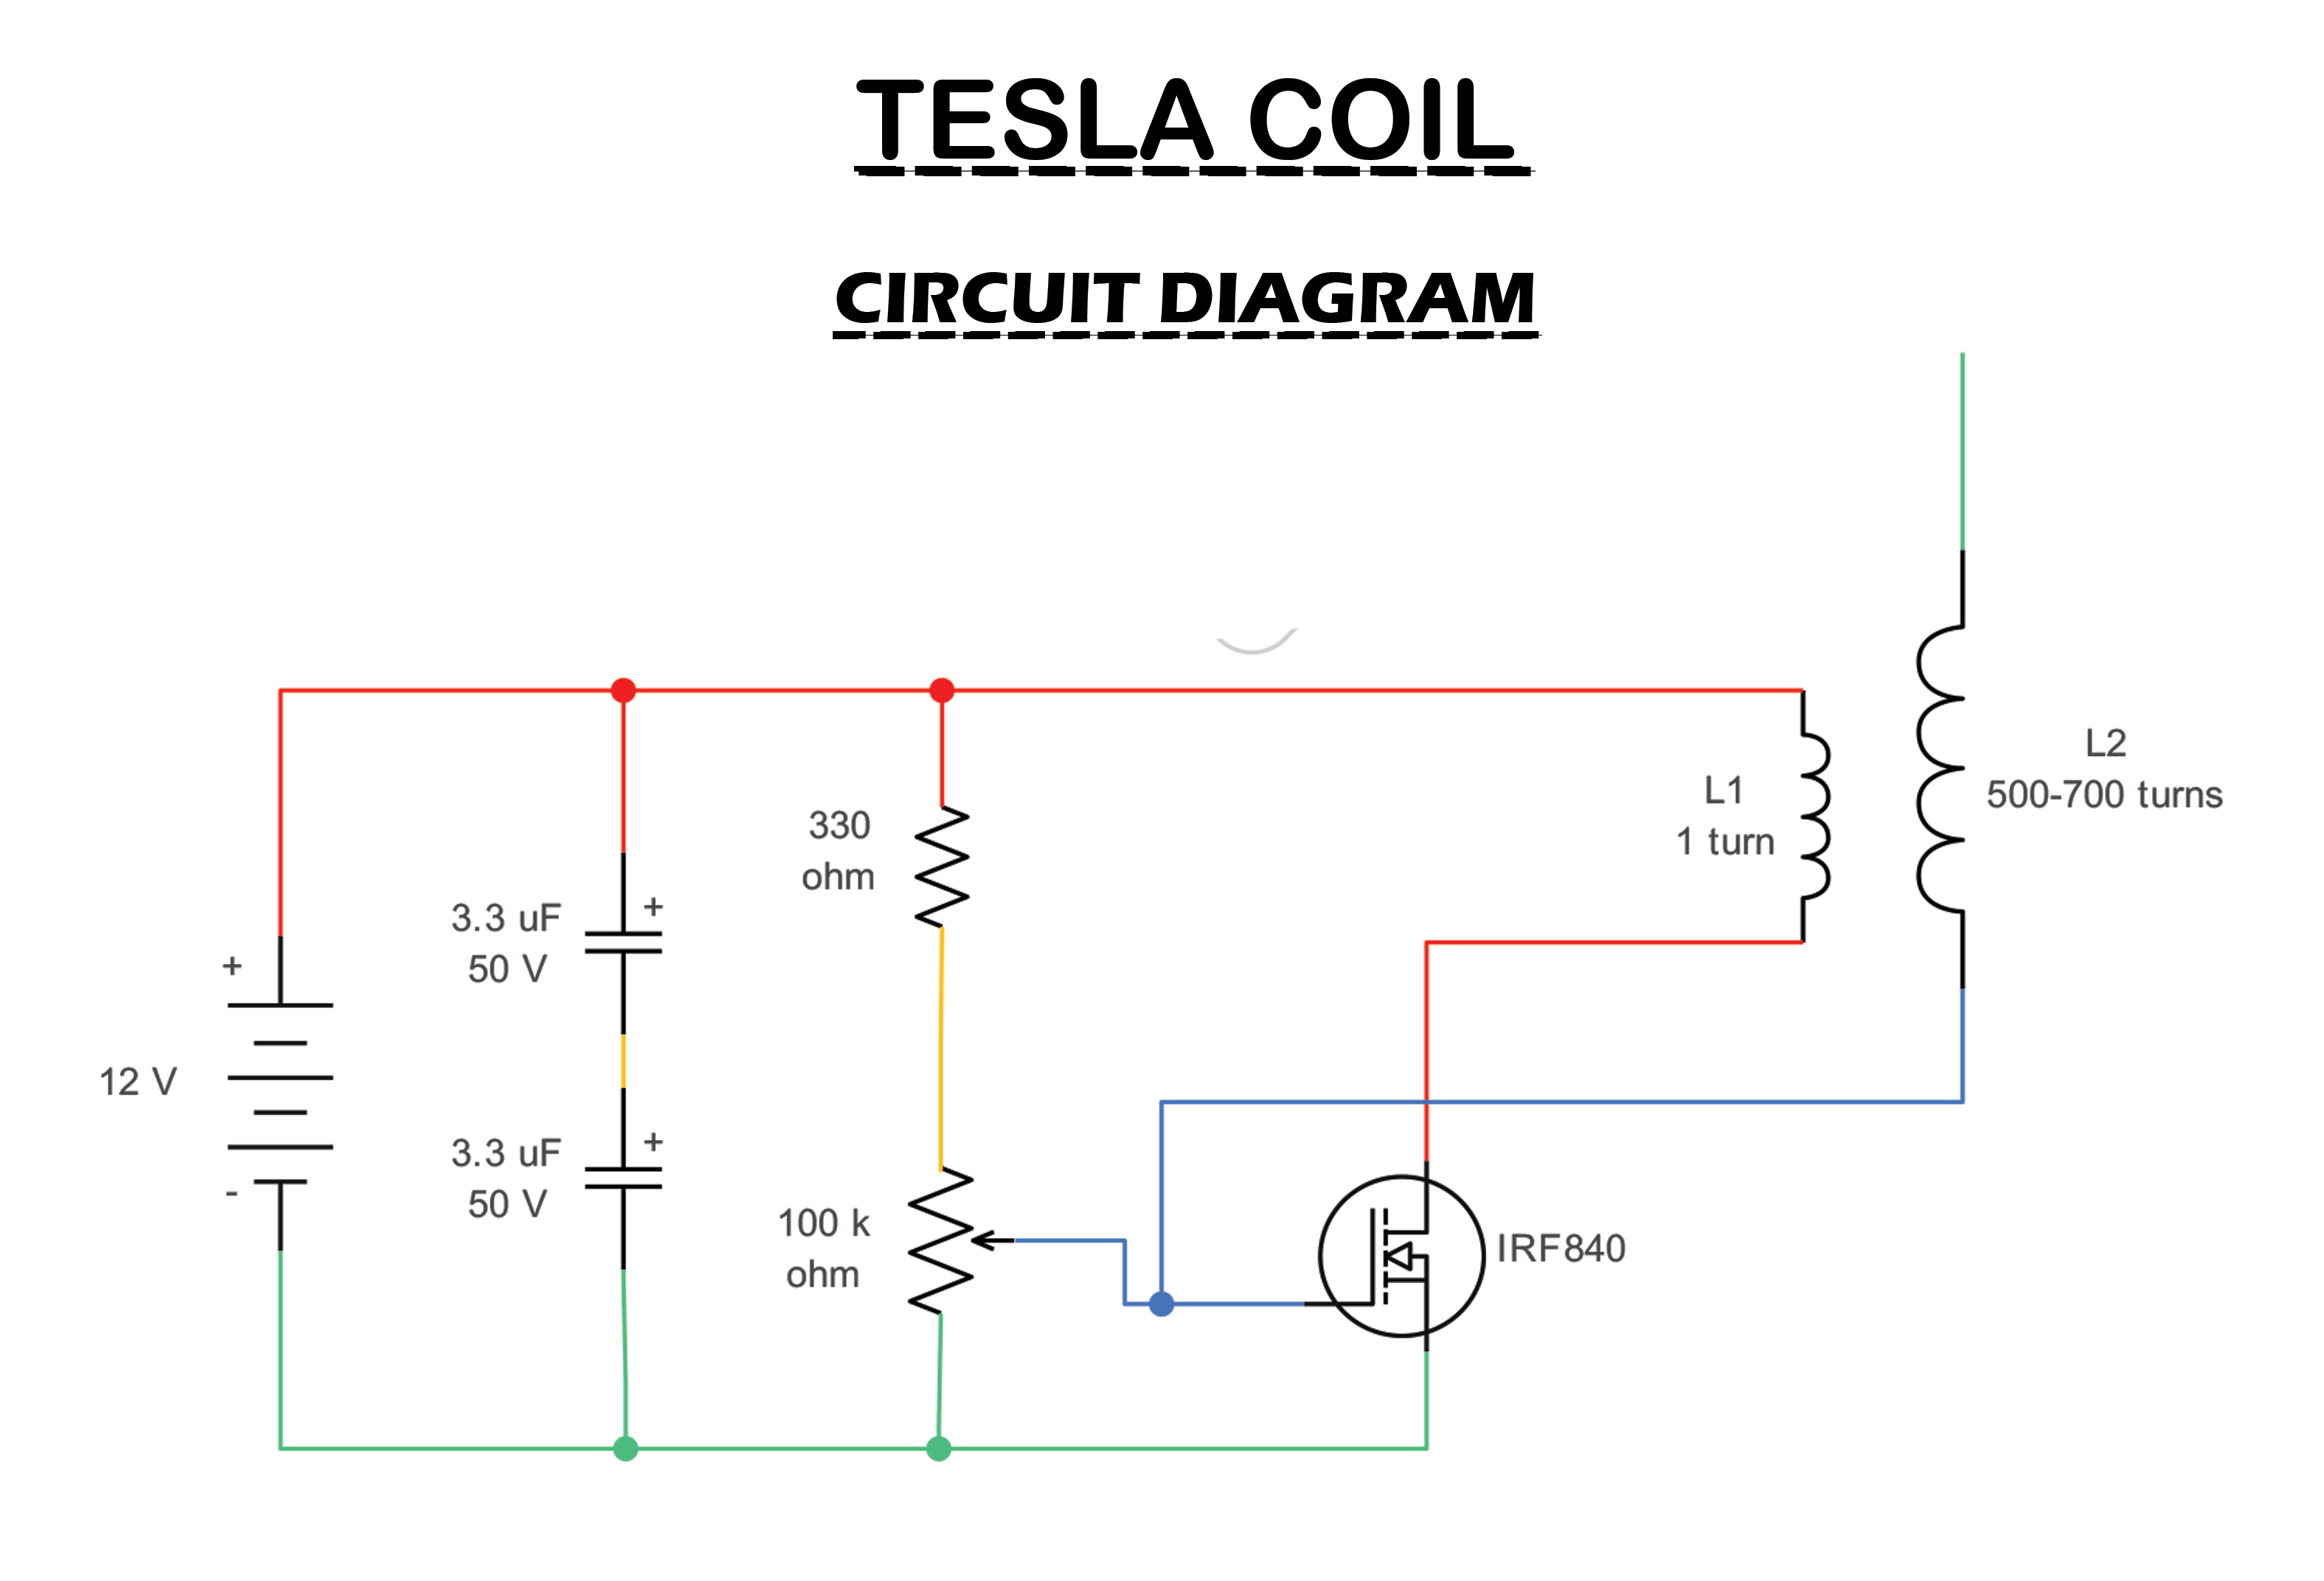 TESLA COIL
CIRCUIT DIAGRAM
L2
500-700 turns
L1
1 turn
330
ohm
3.3 uF
50 V
+
+
12 V
-
3.3 uF
50 V
+
100 k
ohm
IRF840